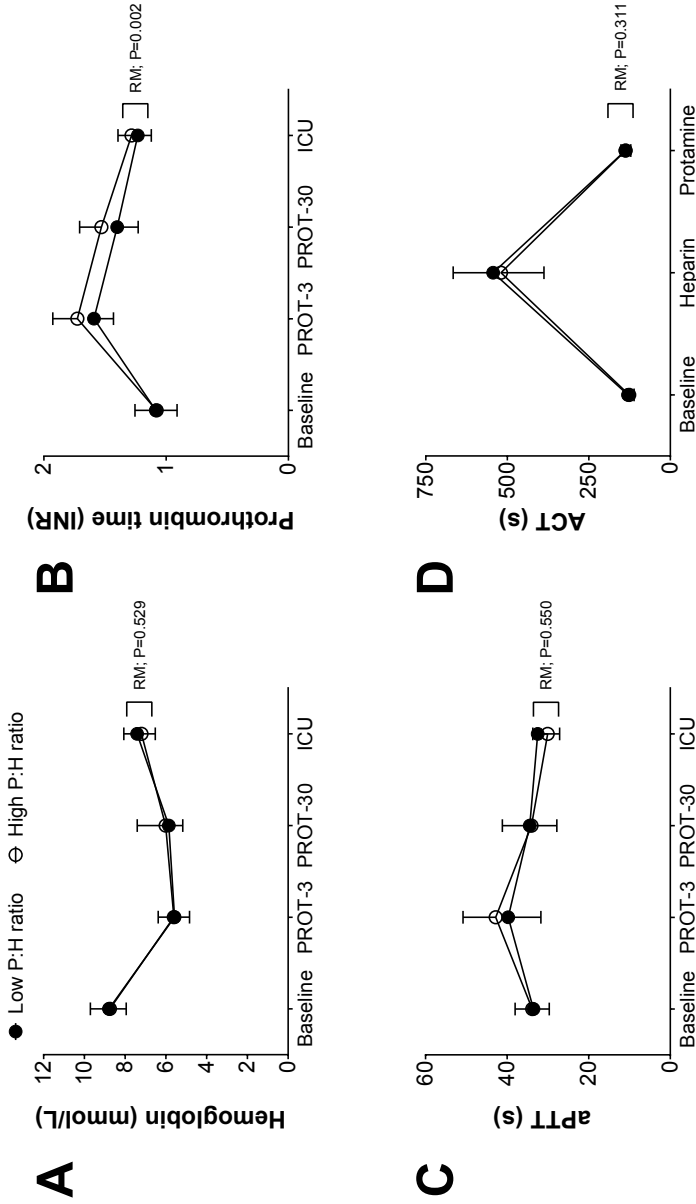 Low P:H ratio High P:H ratio
A
Hemoglobin (mmol/L)
12
10
8
6
4
2
0
Baseline PROT-3 PROT-30 ICU
RM; P=0.529
B
Prothrombin time (INR)
2
1
0
Baseline PROT-3 PROT-30 ICU
RM; P=0.002
C
aPTT (s)
60
40
20
0
Baseline PROT-3 PROT-30 ICU
RM; P=0.550
D
ACT (s)
750
500
250
0
Baseline Heparin Protamine
RM; P=0.311